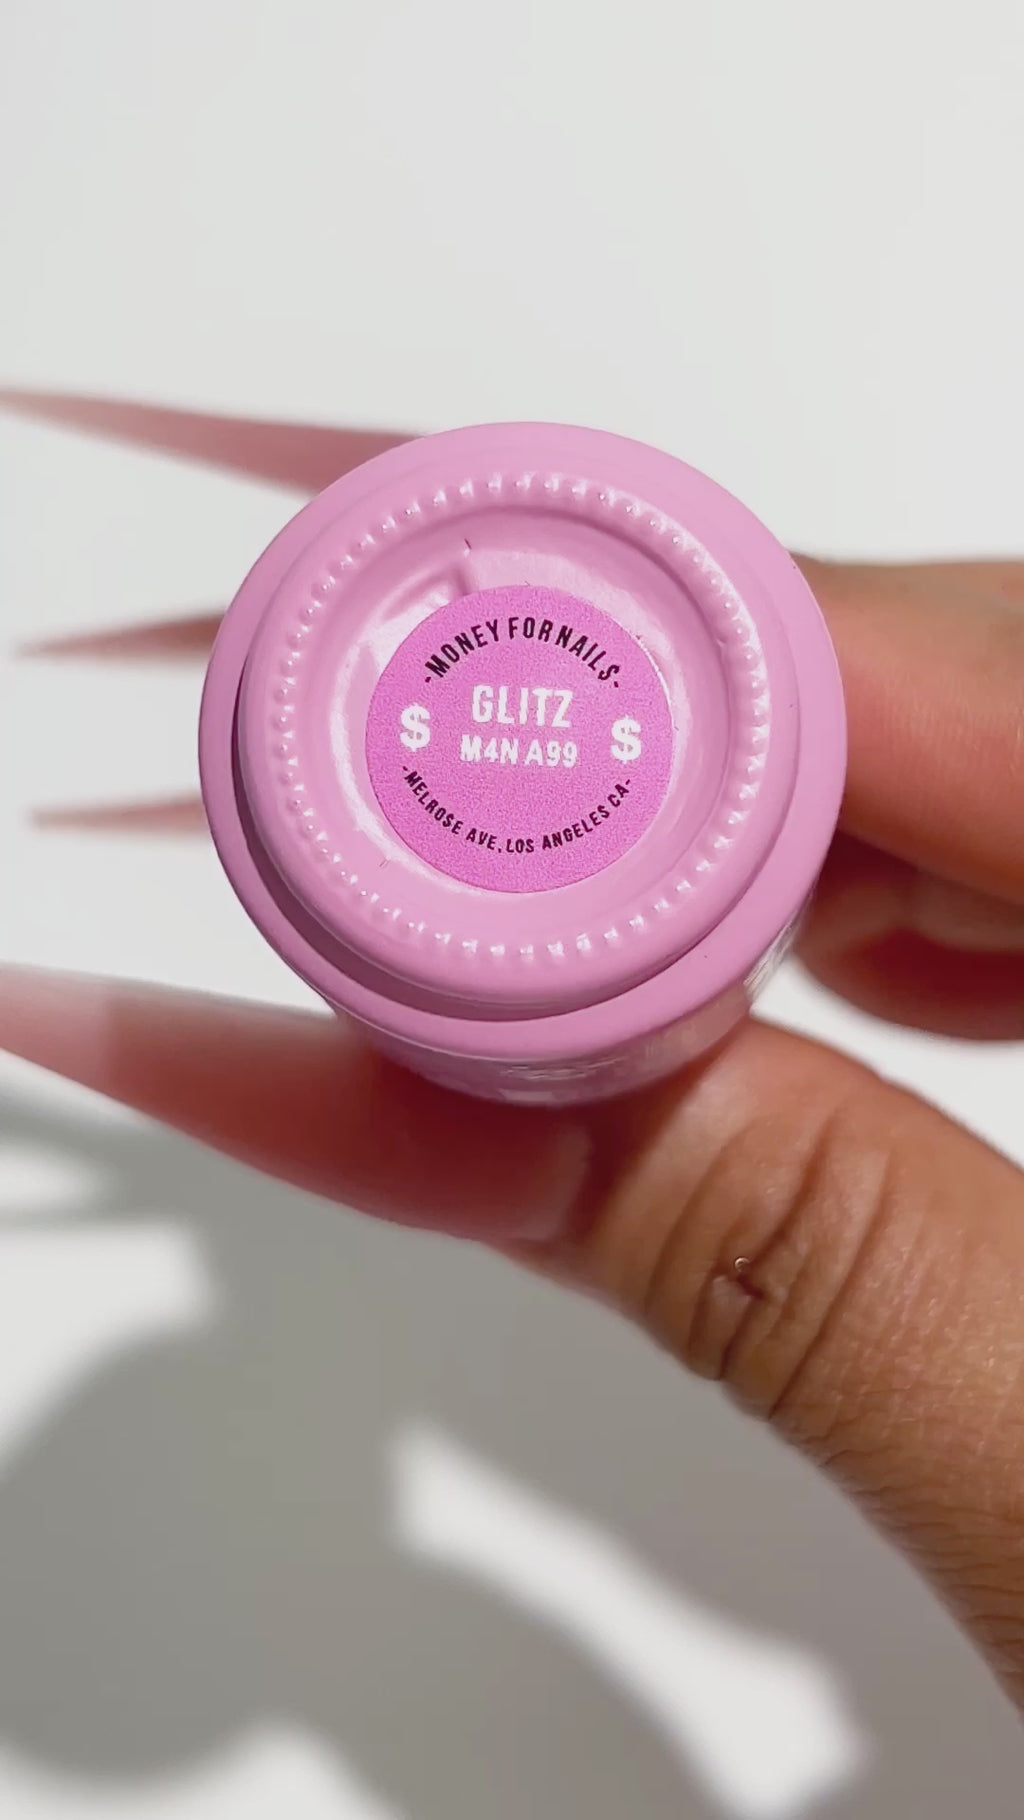 -MONEY FOR NAILS-
GLITZ
$ M4N A99 $
-MELROSE AVE, LOS ANGELES CA-